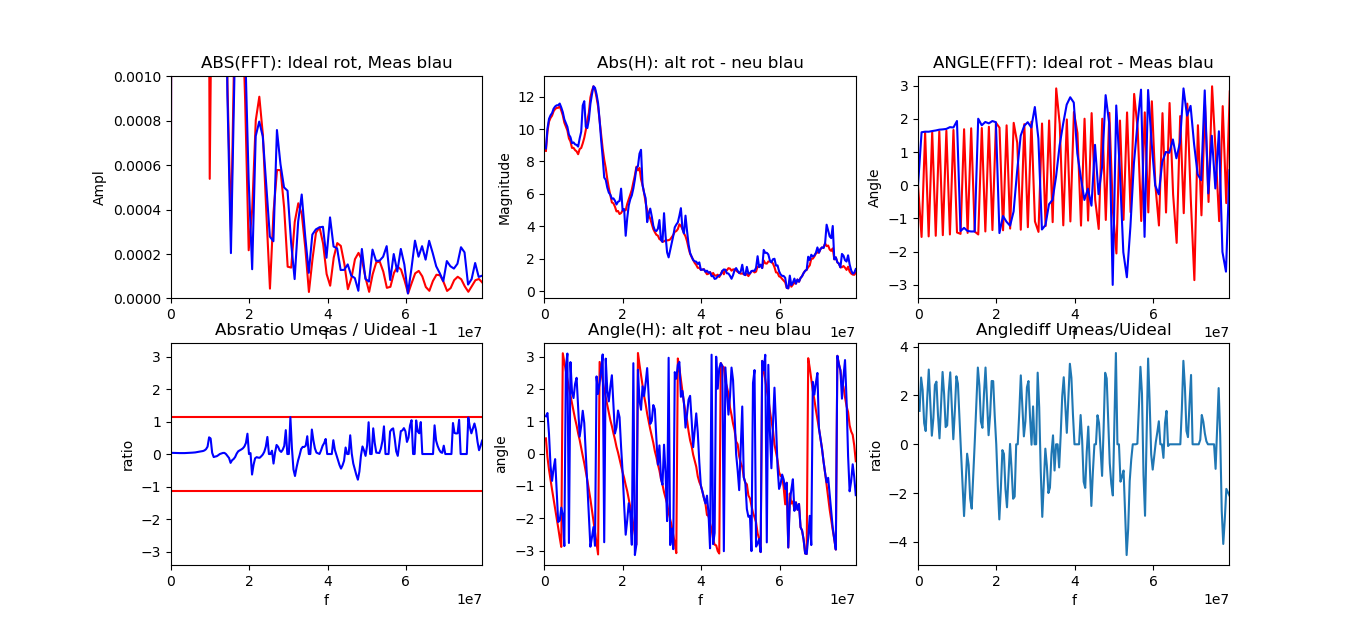 ABS(FFT): Ideal rot, Meas blau
0.0010
0.0008
0.0006
0.0004
0.0002
0.0000
Ampl
0 2 4 6
1e7
f
Abs(H): alt rot - neu blau
12
10
8
6
4
2
0
Magnitude
0 2 4 6
1e7
f
ANGLE(FFT): Ideal rot - Meas blau
3
2
1
0
−1
−2
−3
Angle
0 2 4 6
1e7
f
Absratio Umeas / Uideal -1
3
2
1
0
−1
−2
−3
ratio
0 2 4 6
f
1e7
Angle(H): alt rot - neu blau
3
2
1
0
−1
−2
−3
angle
0 2 4 6
f
1e7
Anglediff Umeas/Uideal
4
2
0
−2
−4
ratio
0 2 4 6
f
1e7